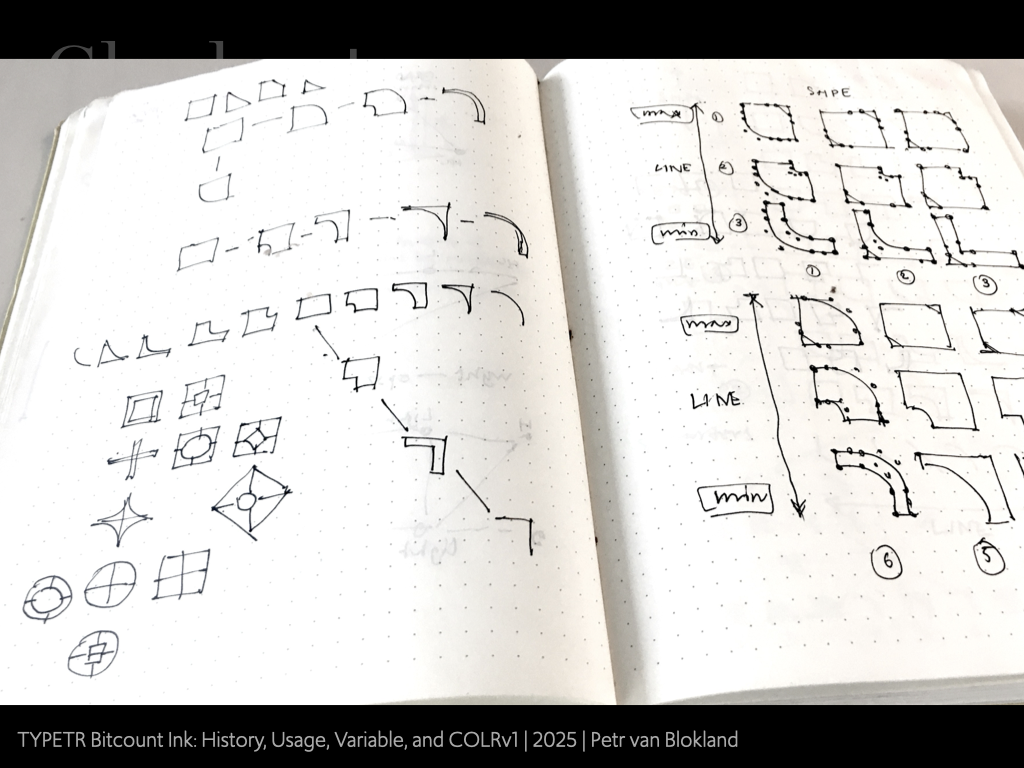 SAPE
max
①
LINE
②
min
③
① ② ③
max
LINE
min
⑥ ⑤
TYPETR Bitcount Ink: History, Usage, Variable, and COLRv1 | 2025 | Petr van Blokland